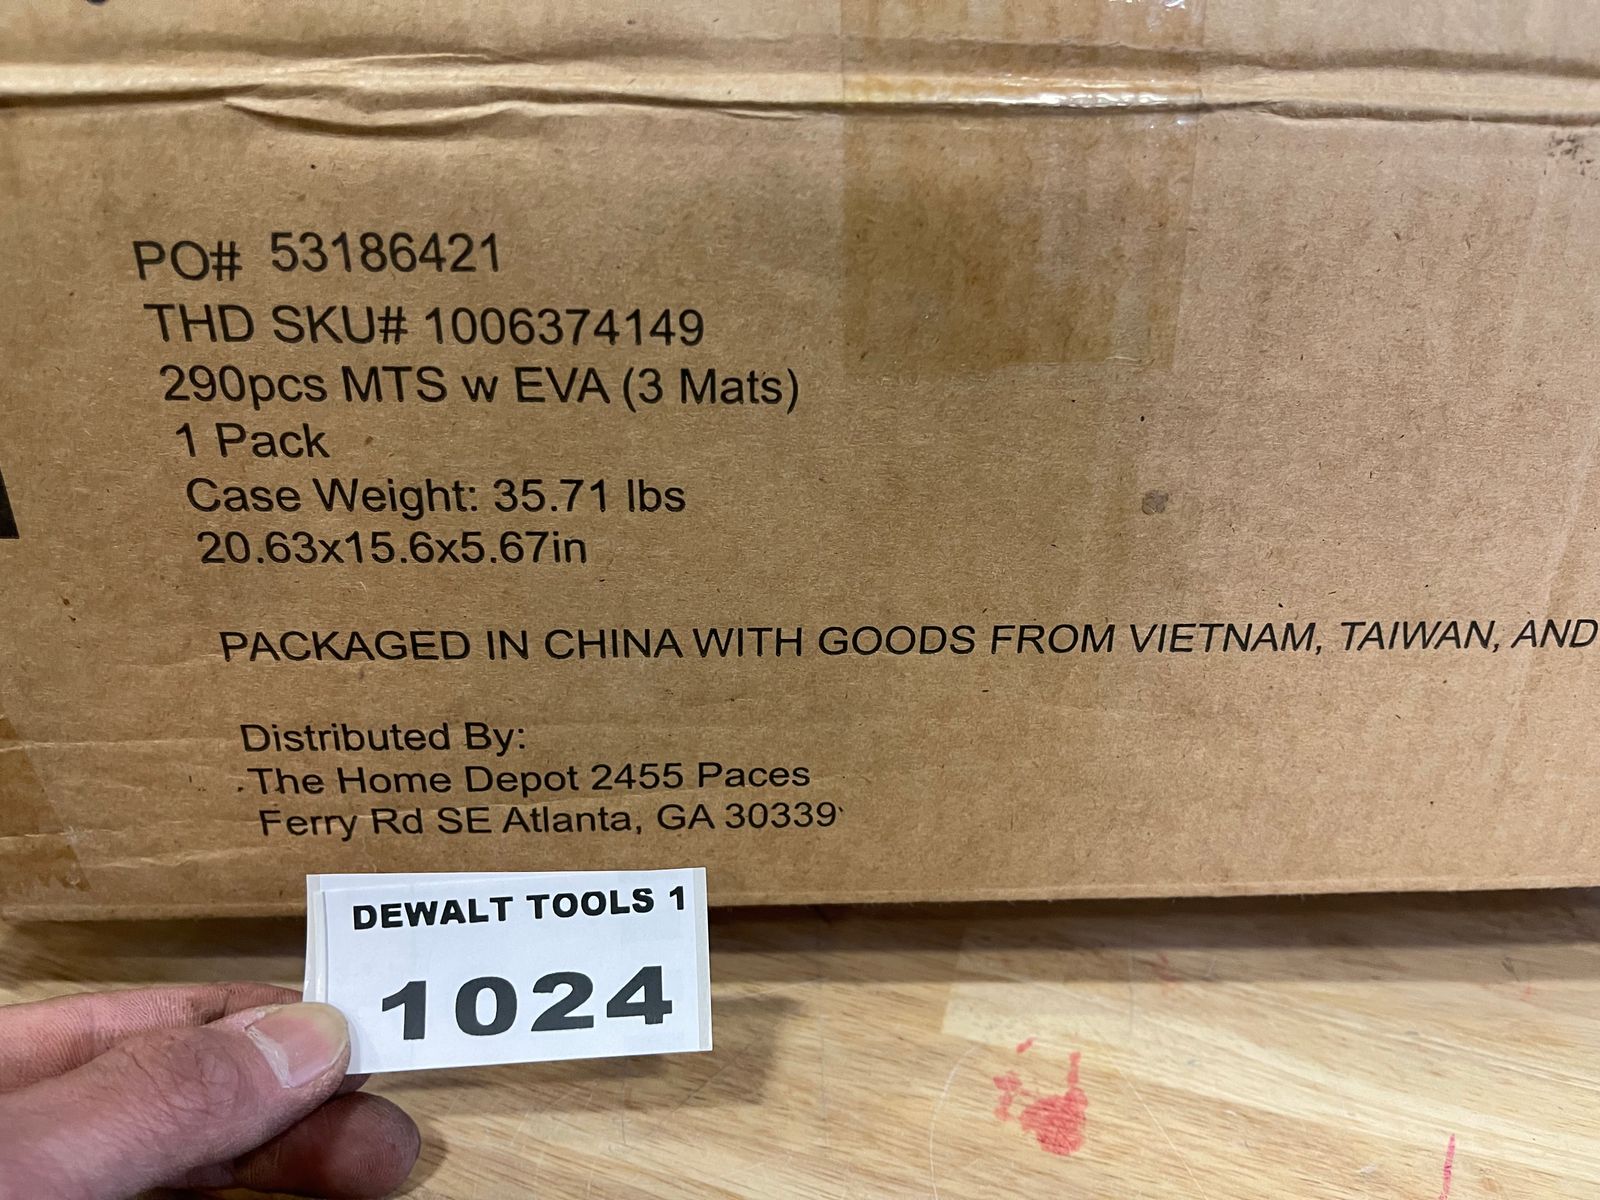 PO# 53186421
THD SKU# 1006374149
290pcs MTS w EVA (3 Mats)
1 Pack
Case Weight: 35.71 lbs
20.63x15.6x5.67in
PACKAGED IN CHINA WITH GOODS FROM VIETNAM, TAIWAN, AND
Distributed By:
The Home Depot 2455 Paces
Ferry Rd SE Atlanta, GA 30339
DEWALT TOOLS 1
1024